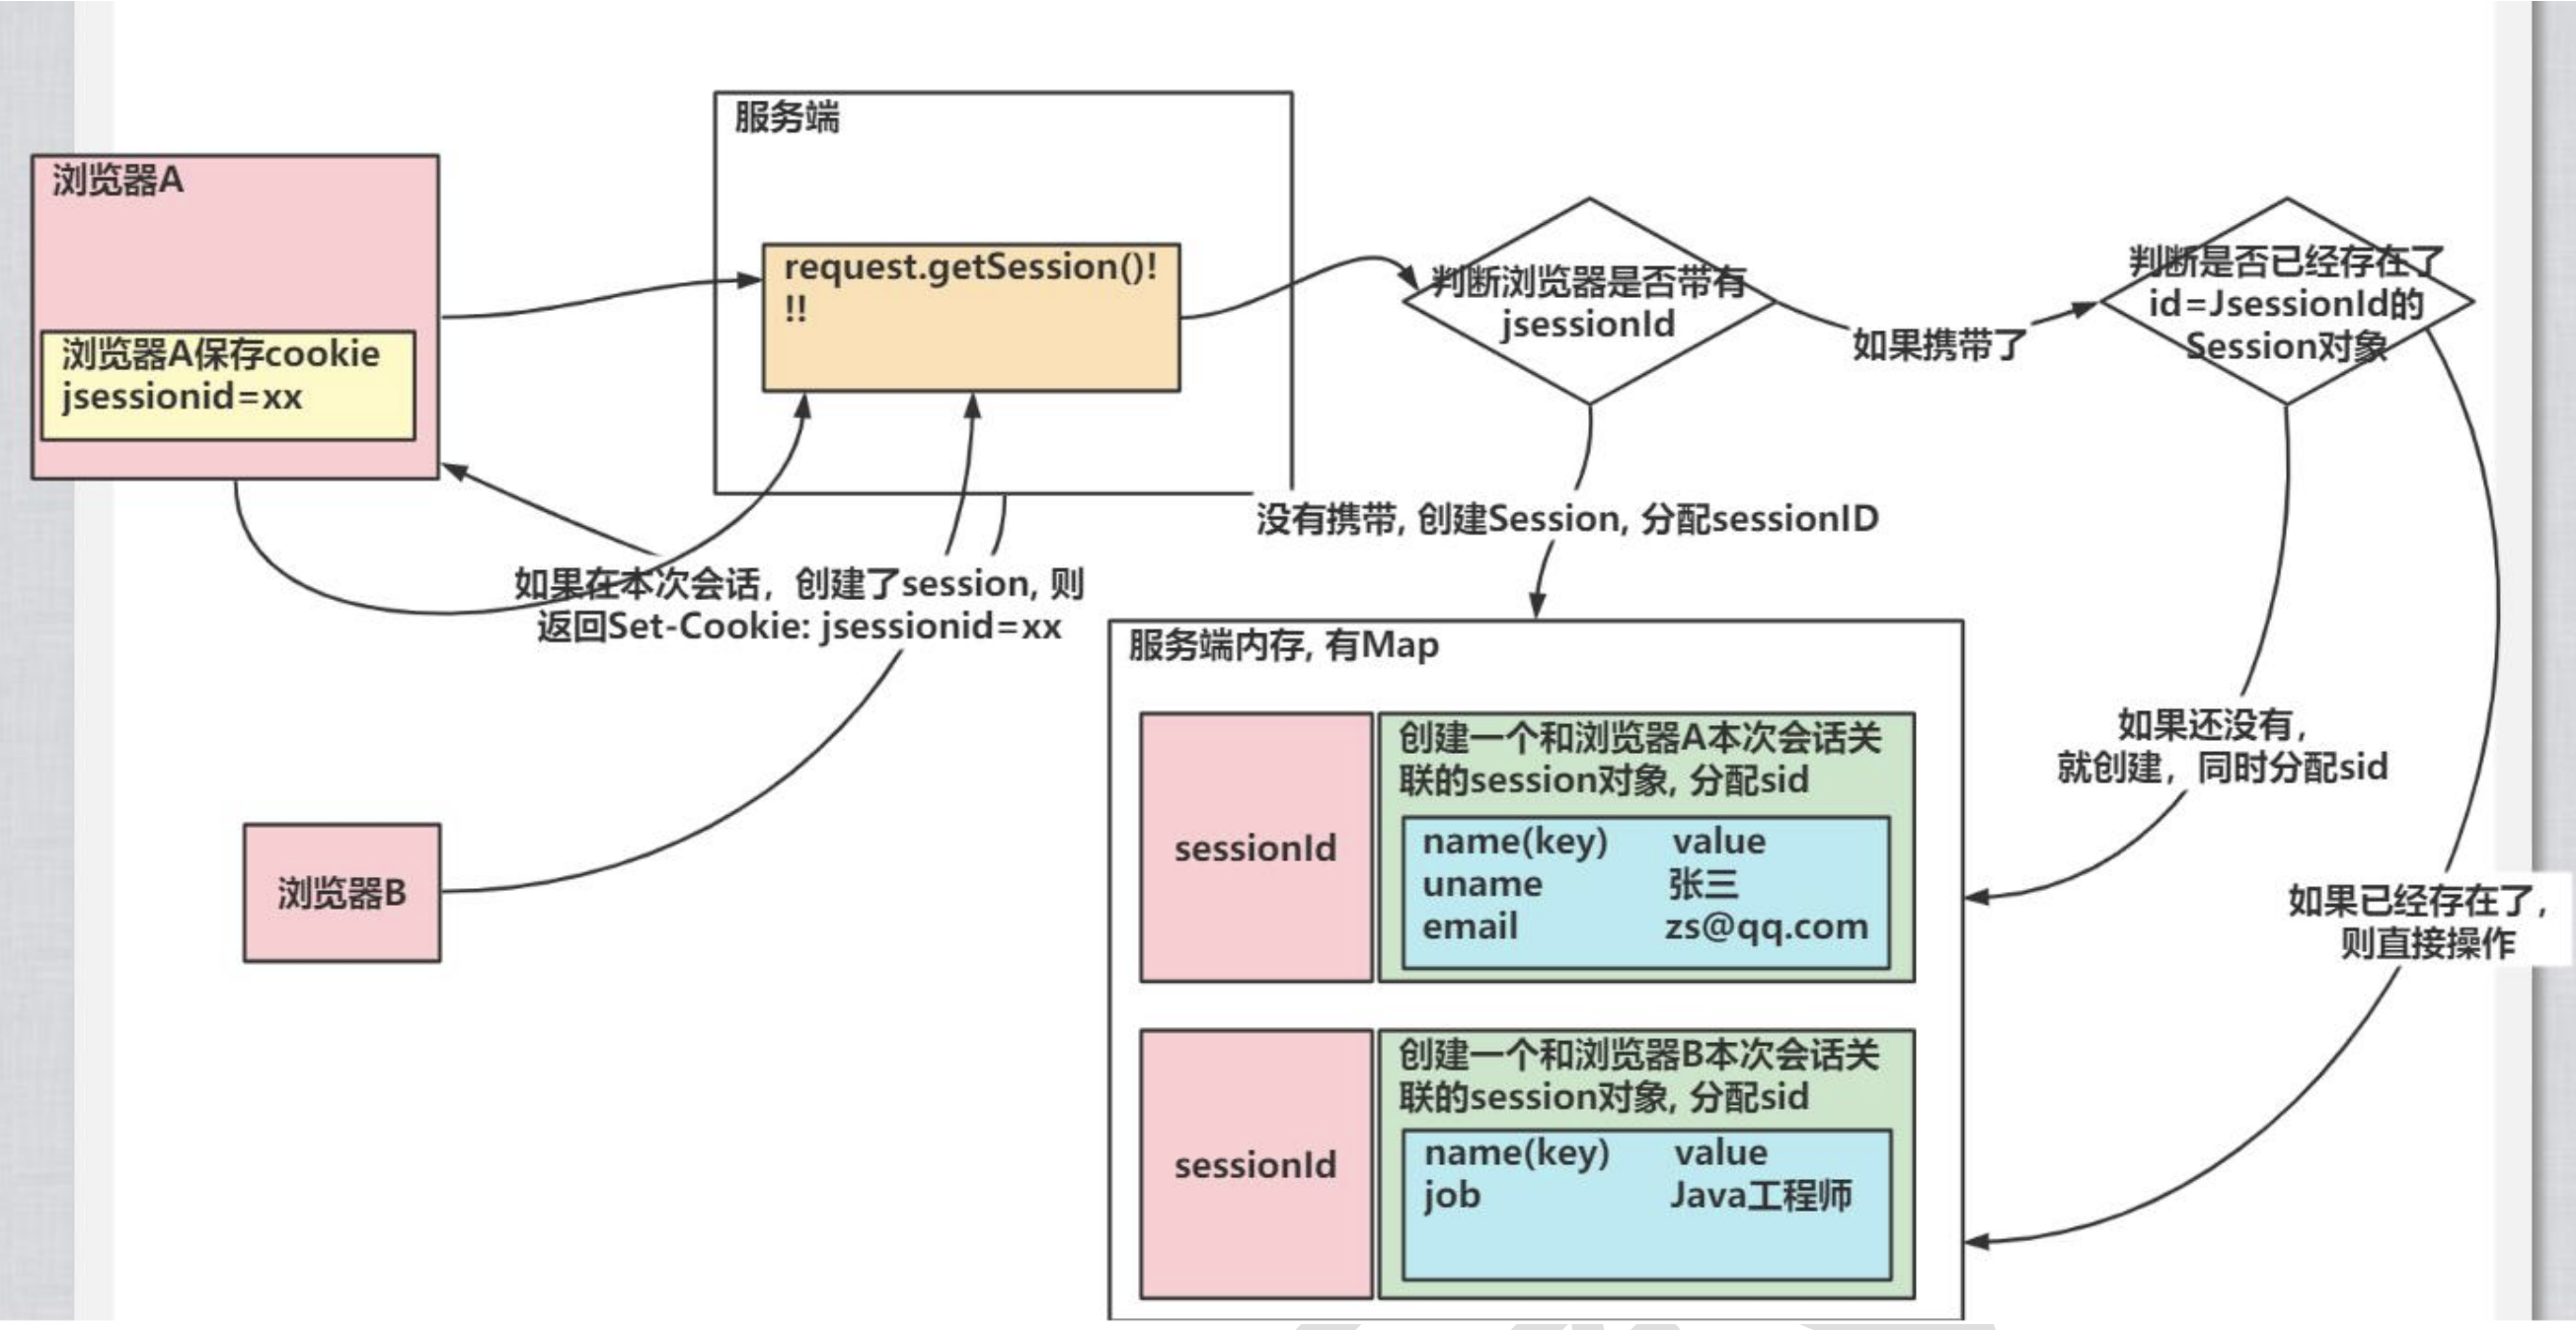 服务端
浏览器A
浏览器A保存cookie
jsessionid=xx
request.getSession()!
!!
判断浏览器是否带有
jsessionId
如果携带了
判断是否已经存在了
id=JsessionId的
Session对象
没有携带, 创建Session, 分配sessionID
如果在本次会话，创建了session, 则
返回Set-Cookie: jsessionid=xx
浏览器B
服务端内存, 有Map
sessionId
创建一个和浏览器A本次会话关
联的session对象, 分配sid
name(key) value
uname 张三
email zs@qq.com
sessionId
创建一个和浏览器B本次会话关
联的session对象, 分配sid
name(key) value
job Java工程师
如果还没有，
就创建，同时分配sid
如果已经存在了，
则直接操作